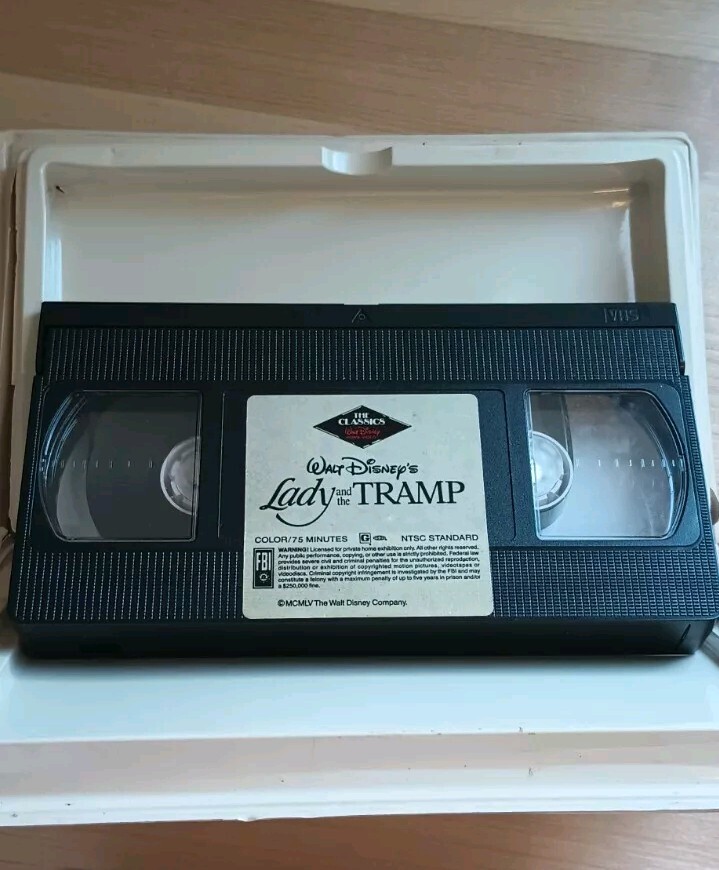 VHS
THE
CLASSICS
Walt Disney
WALT DISNEY'S
Lady and the TRAMP
COLOR/75 MINUTES G NTSC STANDARD
FBI
WARNING! Licensed for private home exhibition only. All other rights reserved.
Any public performance, copying, or other use is strictly prohibited. Federal law
provides severe civil and criminal penalties for the unauthorized reproduction,
distribution or exhibition of copyrighted motion pictures, videotapes or
videodiscs. Criminal copyright infringement is investigated by the FBI and may
constitute a felony with a maximum penalty of up to five years in prison and/or
a $250,000 fine.
©MCMLV The Walt Disney Company.